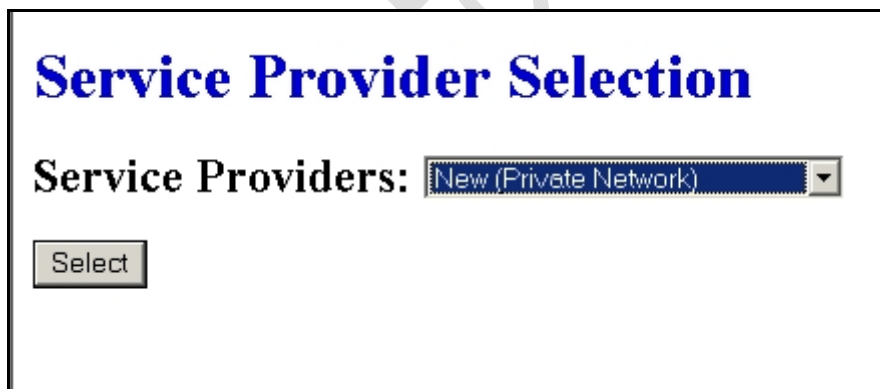 Service Provider Selection
Service Providers: New (Private Network)
Select